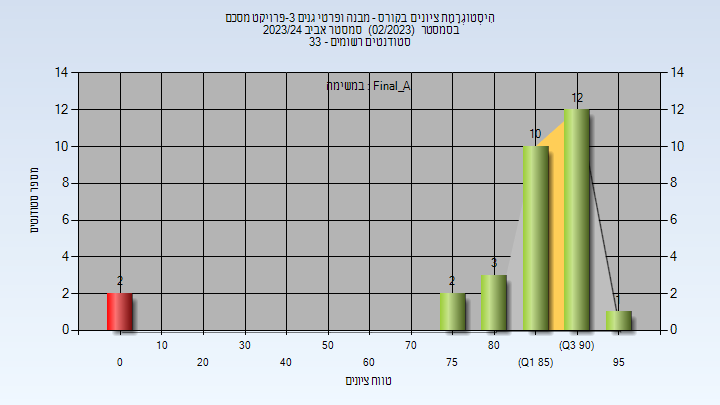 הִיסְטוֹגְרָמַת ציונים בקורס - מבנה ופרטי גנים 3-פרויקט מסכם
בסמסטר (02/2023) סמסטר אביב 2023/24
סטודנטים רשומים - 33
במשימה : Final_A
מספר סטודנטים
14 14
12 12
10 10
8 8
6 6
4 4
2 2
0 0
2 2 3 10 12 1
10 30 50 70 80 (Q3 90)
0 20 40 60 75 (Q1 85) 95
טווח ציונים